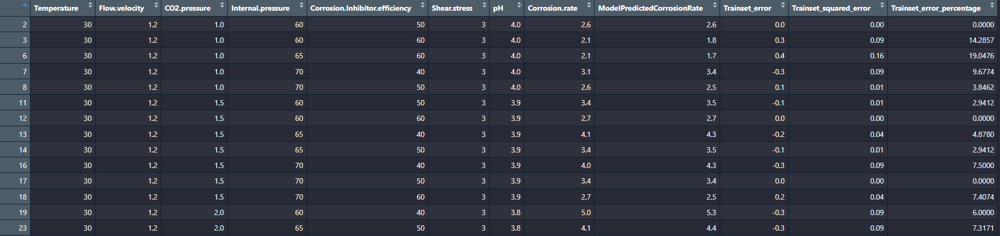 Temperature Flow.velocity CO2.pressure Internal.pressure Corrosion.Inhibitor.efficiency Shear.stress pH Corrosion.rate ModelPredictedCorrosionRate Trainset_error Trainset_squared_error Trainset_error_percentage
2 30 1.2 1.0 60 50 3 4.0 2.6 2.6 0.0 0.00 0.0000
3 30 1.2 1.0 60 60 3 4.0 2.1 1.8 0.3 0.09 14.2857
6 30 1.2 1.0 65 60 3 4.0 2.1 1.7 0.4 0.16 19.0476
7 30 1.2 1.0 70 40 3 4.0 3.1 3.4 -0.3 0.09 9.6774
8 30 1.2 1.0 70 50 3 4.0 2.6 2.5 0.1 0.01 3.8462
11 30 1.2 1.5 60 50 3 3.9 3.4 3.5 -0.1 0.01 2.9412
12 30 1.2 1.5 60 60 3 3.9 2.7 2.7 0.0 0.00 0.0000
13 30 1.2 1.5 65 40 3 3.9 4.1 4.3 -0.2 0.04 4.8780
14 30 1.2 1.5 65 50 3 3.9 3.4 3.5 -0.1 0.01 2.9412
16 30 1.2 1.5 70 40 3 3.9 4.0 4.3 -0.3 0.09 7.5000
17 30 1.2 1.5 70 50 3 3.9 3.4 3.4 0.0 0.00 0.0000
18 30 1.2 1.5 70 60 3 3.9 2.7 2.5 0.2 0.04 7.4074
19 30 1.2 2.0 60 40 3 3.8 5.0 5.3 -0.3 0.09 6.0000
23 30 1.2 2.0 65 50 3 3.8 4.1 4.4 -0.3 0.09 7.3171